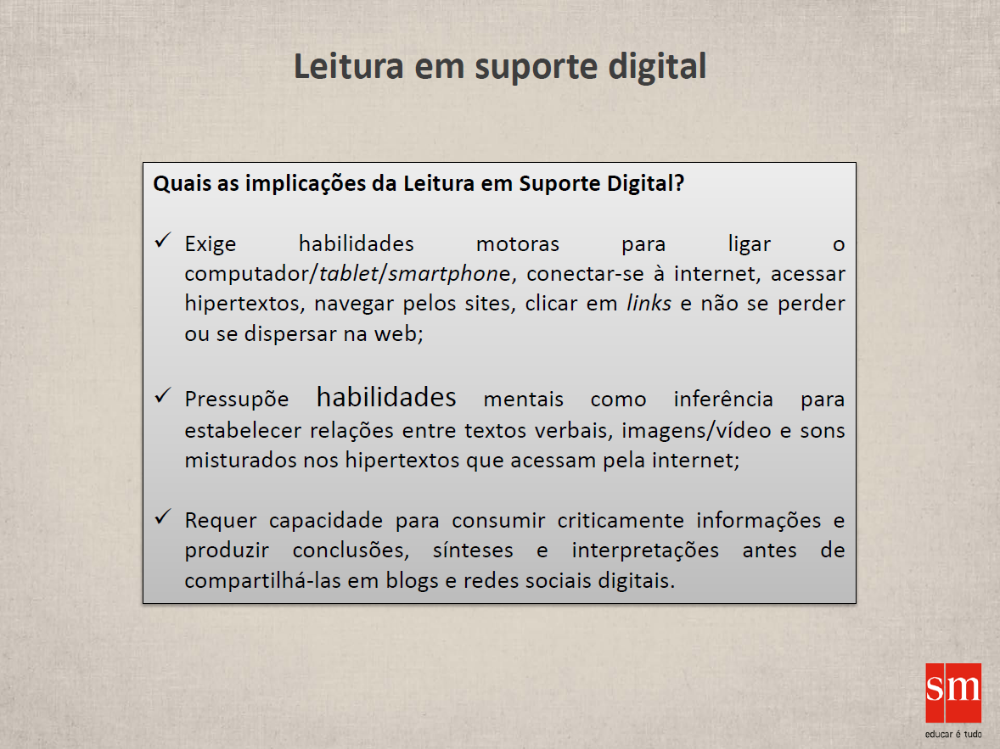 Leitura em suporte digital
Quais as implicações da Leitura em Suporte Digital?
✓ Exige habilidades motoras para ligar o
computador/tablet/smartphone, conectar-se à internet, acessar
hipertextos, navegar pelos sites, clicar em links e não se perder
ou se dispersar na web;
✓ Pressupõe habilidades mentais como inferência para
estabelecer relações entre textos verbais, imagens/vídeo e sons
misturados nos hipertextos que acessam pela internet;
✓ Requer capacidade para consumir criticamente informações e
produzir conclusões, sínteses e interpretações antes de
compartilhá-las em blogs e redes sociais digitais.
sm
educar é tudo